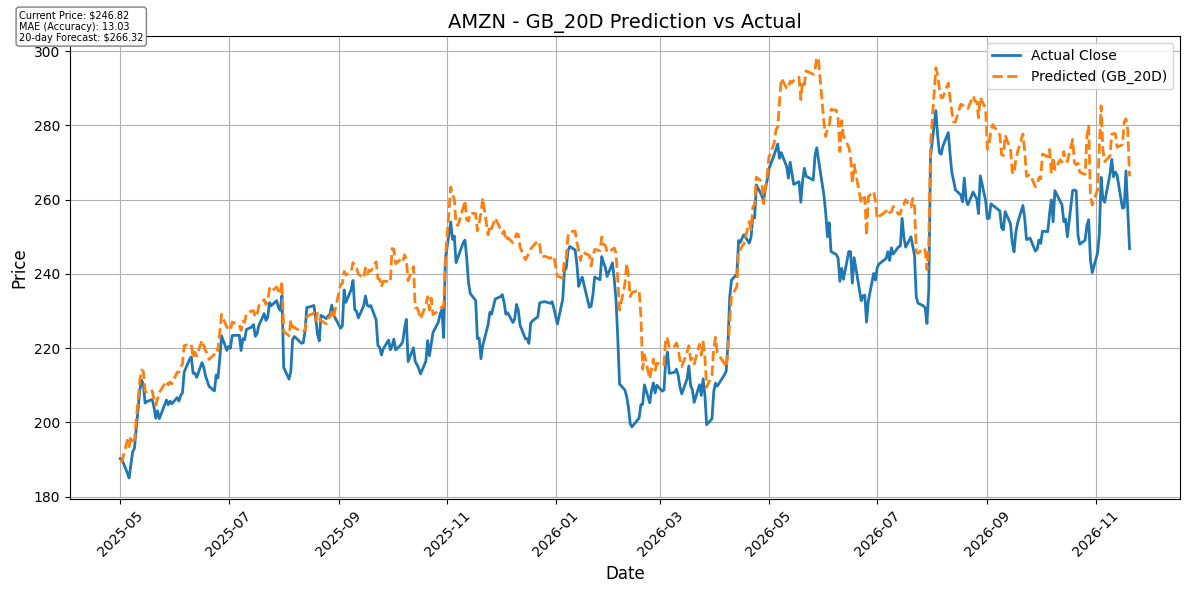 AMZN - GB_20D Prediction vs Actual
Current Price: $246.82
MAE (Accuracy): 13.03
20-day Forecast: $266.32
Actual Close
Predicted (GB_20D)
Price
300
280
260
240
220
200
180
2025-05
2025-07
2025-09
2025-11
2026-01
2026-03
2026-05
2026-07
2026-09
2026-11
Date